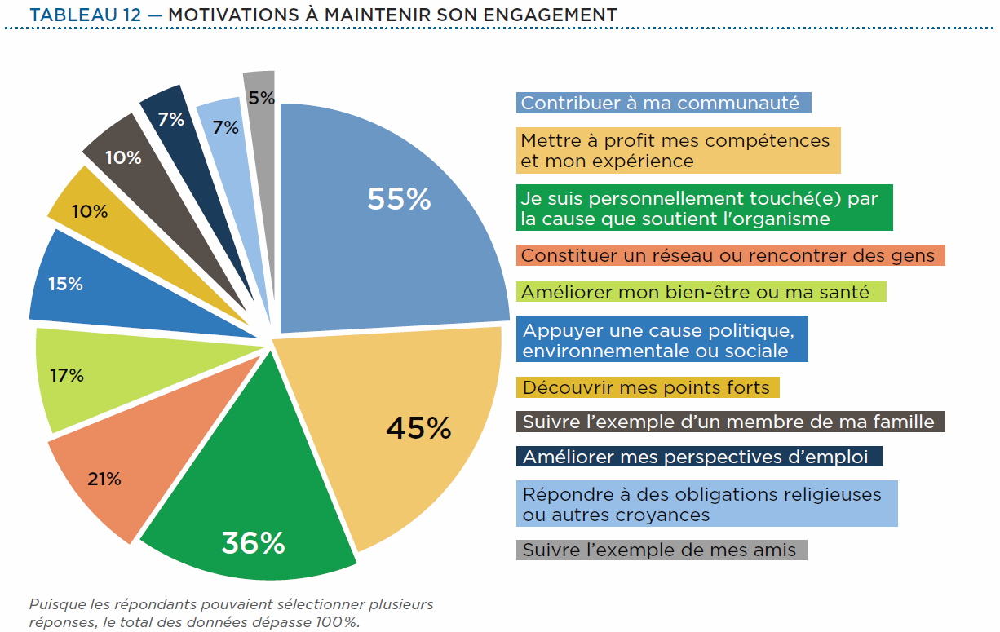 TABLEAU 12 — MOTIVATIONS À MAINTENIR SON ENGAGEMENT
55%
45%
36%
21%
17%
15%
10%
10%
7%
7%
5%
Contribuer à ma communauté
Mettre à profit mes compétences
et mon expérience
Je suis personnellement touché(e) par
la cause que soutient l'organisme
Constituer un réseau ou rencontrer des gens
Améliorer mon bien-être ou ma santé
Appuyer une cause politique,
environnementale ou sociale
Découvrir mes points forts
Suivre l’exemple d’un membre de ma famille
Améliorer mes perspectives d’emploi
Répondre à des obligations religieuses
ou autres croyances
Suivre l’exemple de mes amis
Puisque les répondants pouvaient sélectionner plusieurs
réponses, le total des données dépasse 100 %.